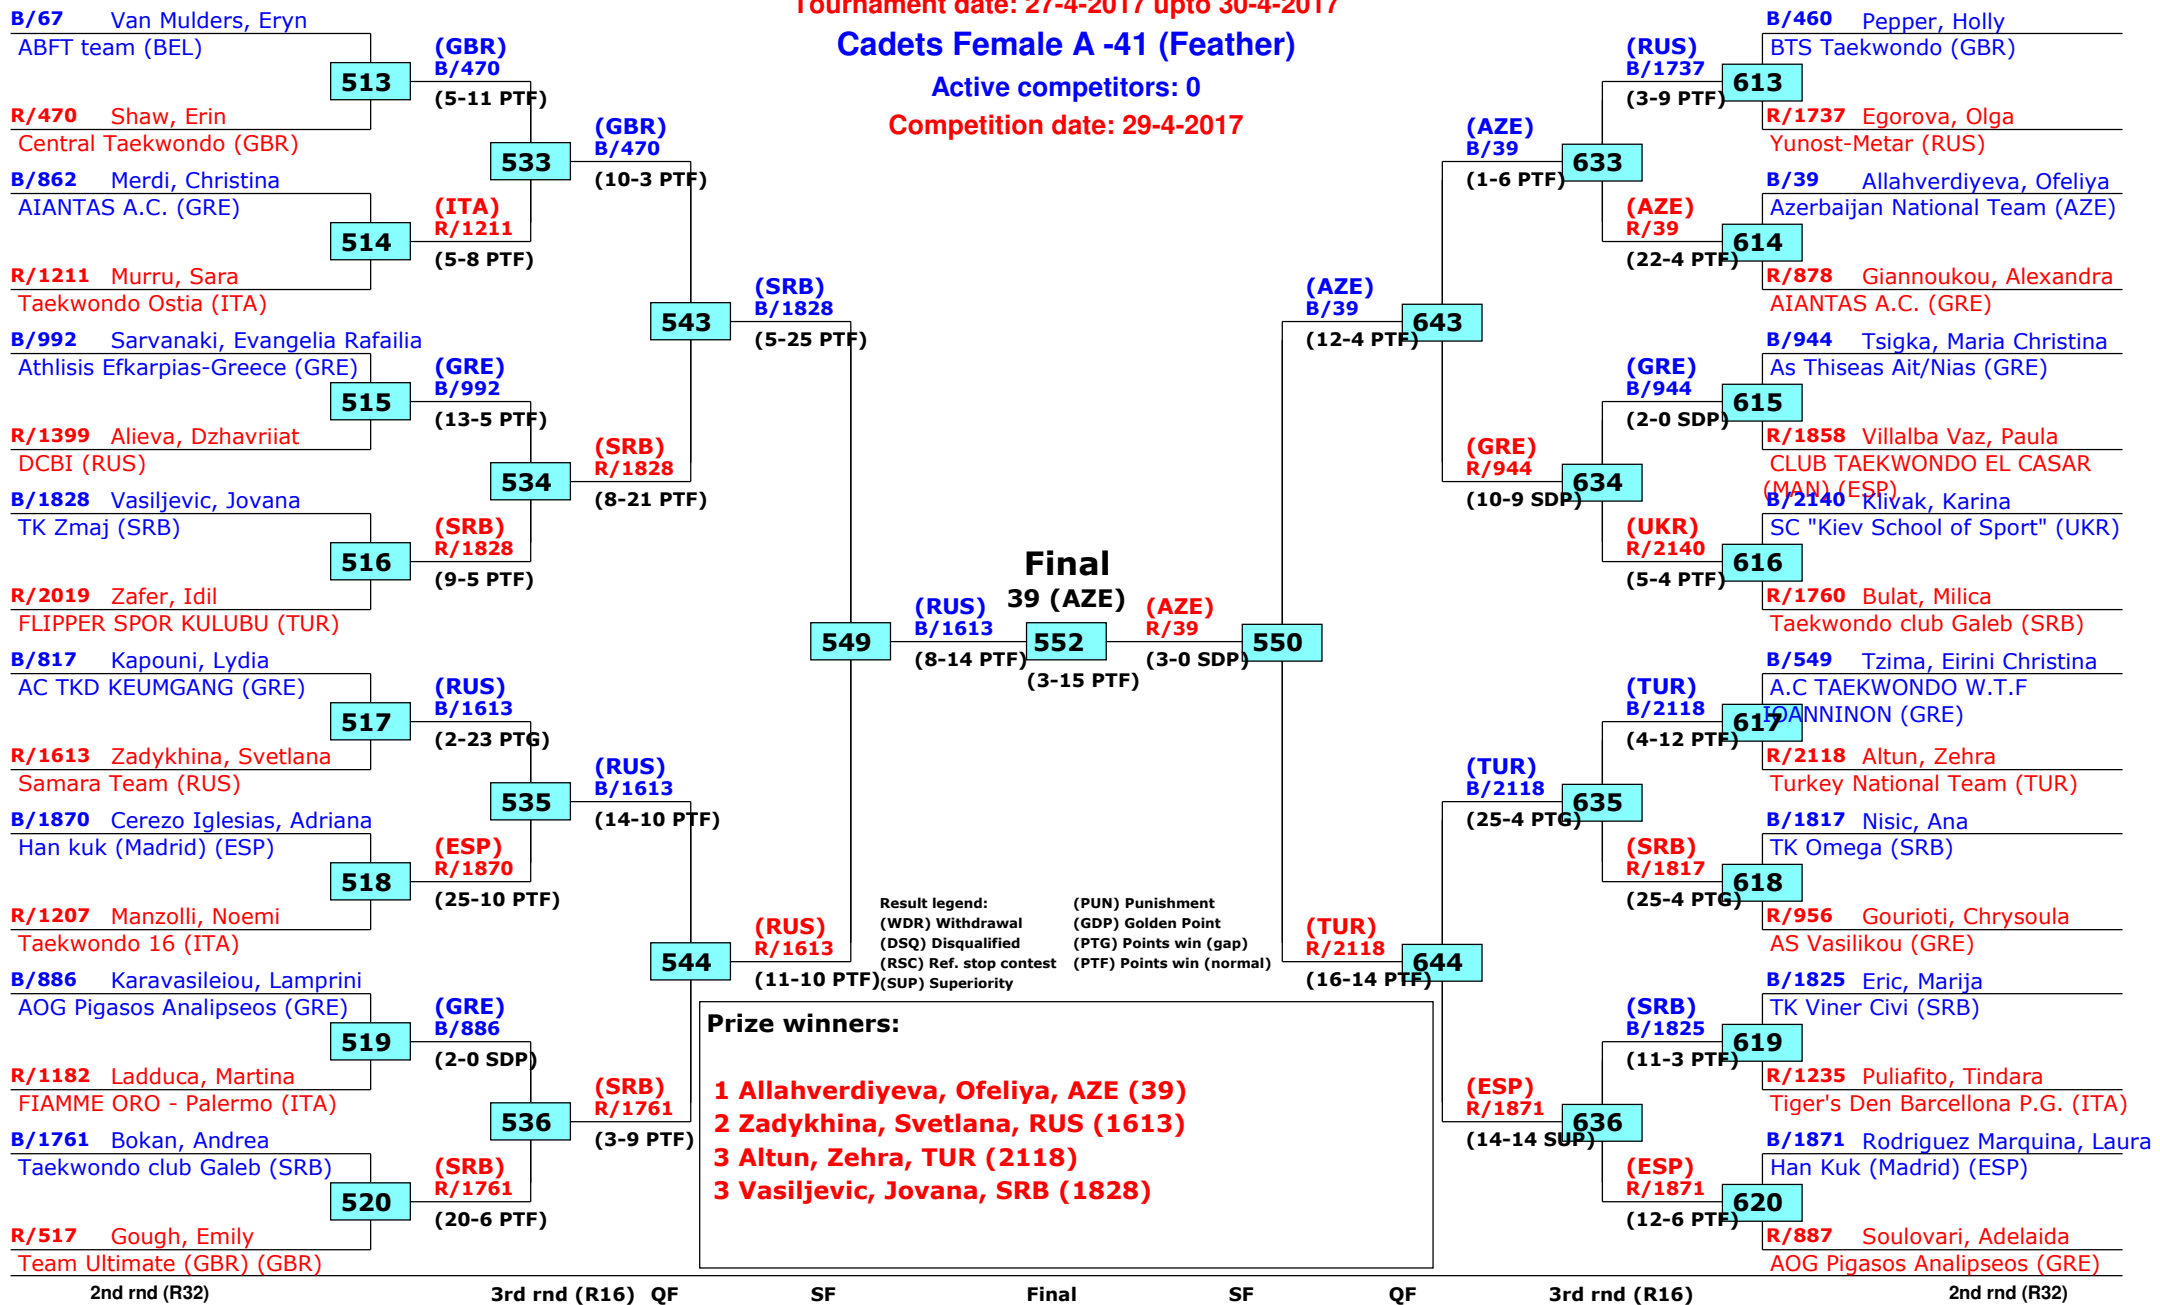 Tournament date: 27-4-2017 upto 30-4-2017
Cadets Female A -41 (Feather)
Active competitors: 0
Competition date: 29-4-2017
B/67 Van Mulders, Eryn
ABFT team (BEL)
513
R/470 Shaw, Erin
Central Taekwondo (GBR)
B/862 Merdi, Christina
AIANTAS A.C. (GRE)
514
R/1211 Murru, Sara
Taekwondo Ostia (ITA)
B/992 Sarvanaki, Evangelia Rafailia
Athlisis Efkarpias-Greece (GRE)
515
R/1399 Alieva, Dzhavriiat
DCBI (RUS)
B/1828 Vasiljevic, Jovana
TK Zmaj (SRB)
516
R/2019 Zafer, Idil
FLIPPER SPOR KULUBU (TUR)
B/817 Kapouni, Lydia
AC TKD KEUMGANG (GRE)
517
R/1613 Zadykhina, Svetlana
Samara Team (RUS)
B/1870 Cerezo Iglesias, Adriana
Han kuk (Madrid) (ESP)
518
R/1207 Manzolli, Noemi
Taekwondo 16 (ITA)
B/886 Karavasileiou, Lamprini
AOG Pigasos Analipseos (GRE)
519
R/1182 Ladduca, Martina
FIAMME ORO - Palermo (ITA)
B/1761 Bokan, Andrea
Taekwondo club Galeb (SRB)
520
R/517 Gough, Emily
Team Ultimate (GBR) (GBR)
(GBR)
B/470
(5-11 PTF)
533
(ITA)
R/1211
(5-8 PTF)
(GRE)
B/992
(13-5 PTF)
534
(SRB)
R/1828
(9-5 PTF)
(RUS)
B/1613
(2-23 PTG)
535
(ESP)
R/1870
(25-10 PTF)
(GRE)
B/886
(2-0 SDP)
536
(SRB)
R/1761
(20-6 PTF)
(GBR)
B/470
(10-3 PTF)
543
(SRB)
R/1828
(8-21 PTF)
(RUS)
B/1613
(14-10 PTF)
544
(SRB)
R/1761
(3-9 PTF)
(SRB)
B/1828
(5-25 PTF)
549
(RUS)
R/1613
(11-10 PTF)
(RUS)
B/1613
(8-14 PTF)
Final
39 (AZE)
552
(3-15 PTF)
(AZE)
R/39
(3-0 SDP)
550
(AZE)
B/39
(12-4 PTF)
643
(TUR)
R/2118
(16-14 PTF)
644
(AZE)
B/39
(1-6 PTF)
633
(GRE)
R/944
(10-9 SDP)
634
(TUR)
B/2118
(25-4 PTG)
635
(ESP)
R/1871
(14-14 SUP)
636
(RUS)
B/1737
(3-9 PTF)
(AZE)
R/39
(22-4 PTF)
(GRE)
B/944
(2-0 SDP)
(UKR)
R/2140
(5-4 PTF)
(TUR)
B/2118
(4-12 PTF)
(SRB)
R/1817
(25-4 PTG)
(SRB)
B/1825
(11-3 PTF)
(ESP)
R/1871
(12-6 PTF)
B/460 Pepper, Holly
BTS Taekwondo (GBR)
613
R/1737 Egorova, Olga
Yunost-Metar (RUS)
B/39 Allahverdiyeva, Ofeliya
Azerbaijan National Team (AZE)
614
R/878 Giannoukou, Alexandra
AIANTAS A.C. (GRE)
B/944 Tsigka, Maria Christina
As Thiseas Ait/Nias (GRE)
615
R/1858 Villalba Vaz, Paula
CLUB TAEKWONDO EL CASAR
(MAN) (ESP)
B/2140 Klivak, Karina
SC "Kiev School of Sport" (UKR)
616
R/1760 Bulat, Milica
Taekwondo club Galeb (SRB)
B/549 Tzima, Eirini Christina
A.C TAEKWONDO W.T.F
IOANNINON (GRE)
617
R/2118 Altun, Zehra
Turkey National Team (TUR)
B/1817 Nisic, Ana
TK Omega (SRB)
618
R/956 Gourioti, Chrysoula
AS Vasilikou (GRE)
B/1825 Eric, Marija
TK Viner Civi (SRB)
619
R/1235 Puliafito, Tindara
Tiger's Den Barcellona P.G. (ITA)
B/1871 Rodriguez Marquina, Laura
Han Kuk (Madrid) (ESP)
620
R/887 Soulovari, Adelaida
AOG Pigasos Analipseos (GRE)
Result legend: (PUN) Punishment
(WDR) Withdrawal (GDP) Golden Point
(DSQ) Disqualified (PTG) Points win (gap)
(RSC) Ref. stop contest (PTF) Points win (normal)
(SUP) Superiority
Prize winners:
1 Allahverdiyeva, Ofeliya, AZE (39)
2 Zadykhina, Svetlana, RUS (1613)
3 Altun, Zehra, TUR (2118)
3 Vasiljevic, Jovana, SRB (1828)
2nd rnd (R32) 3rd rnd (R16) QF SF Final SF QF 3rd rnd (R16) 2nd rnd (R32)